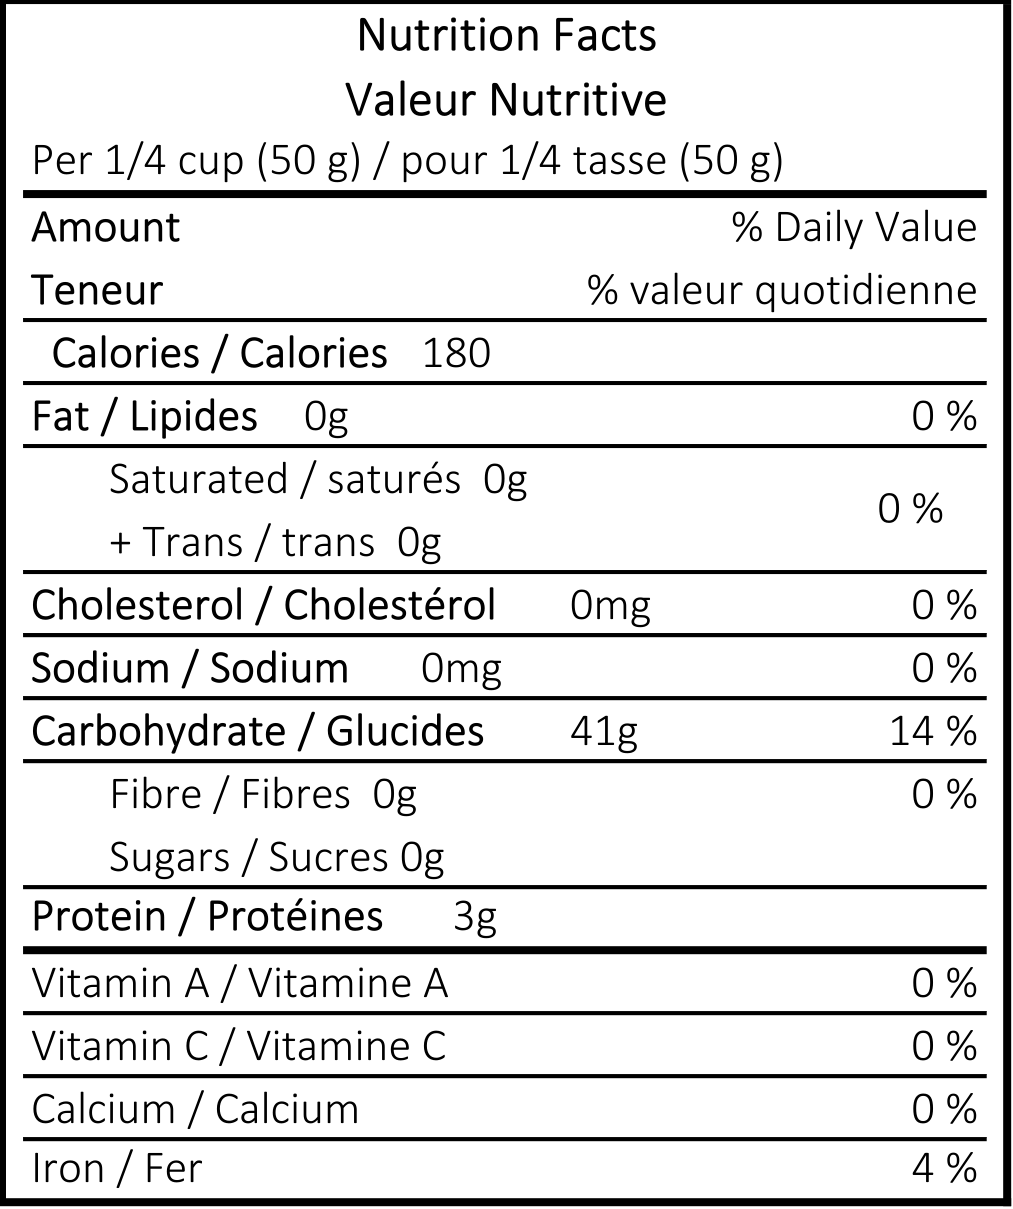 Nutrition Facts
Valeur Nutritive
Per 1/4 cup (50 g) / pour 1/4 tasse (50 g)
Amount % Daily Value
Teneur % valeur quotidienne
Calories / Calories 180
Fat / Lipides 0g 0 %
Saturated / saturés 0g
0 %
+ Trans / trans 0g
Cholesterol / Cholestérol 0mg 0 %
Sodium / Sodium 0mg 0 %
Carbohydrate / Glucides 41g 14 %
Fibre / Fibres 0g 0 %
Sugars / Sucres 0g
Protein / Protéines 3g
Vitamin A / Vitamine A 0 %
Vitamin C / Vitamine C 0 %
Calcium / Calcium 0 %
Iron / Fer 4 %